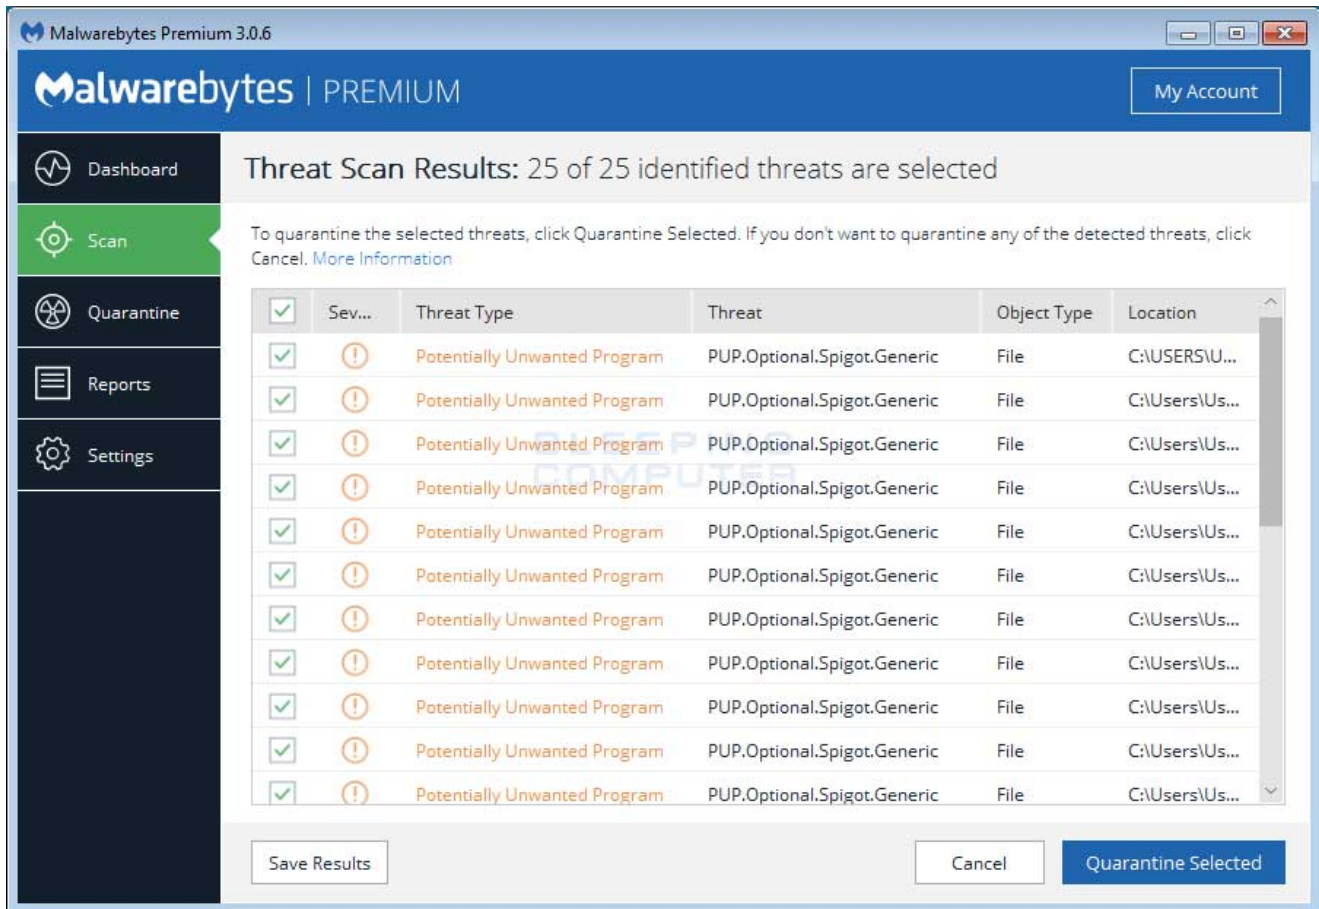 Malwarebytes Premium 3.0.6
Malwarebytes | PREMIUM
My Account
Dashboard
Scan
Quarantine
Reports
Settings
Threat Scan Results: 25 of 25 identified threats are selected
To quarantine the selected threats, click Quarantine Selected. If you don't want to quarantine any of the detected threats, click
Cancel. More Information
Sev... Threat Type Threat Object Type Location
Potentially Unwanted Program PUP.Optional.Spigot.Generic File C:\USERS\U...
Potentially Unwanted Program PUP.Optional.Spigot.Generic File C:\Users\Us...
Potentially Unwanted Program PUP.Optional.Spigot.Generic File C:\Users\Us...
Potentially Unwanted Program PUP.Optional.Spigot.Generic File C:\Users\Us...
Potentially Unwanted Program PUP.Optional.Spigot.Generic File C:\Users\Us...
Potentially Unwanted Program PUP.Optional.Spigot.Generic File C:\Users\Us...
Potentially Unwanted Program PUP.Optional.Spigot.Generic File C:\Users\Us...
Potentially Unwanted Program PUP.Optional.Spigot.Generic File C:\Users\Us...
Potentially Unwanted Program PUP.Optional.Spigot.Generic File C:\Users\Us...
Potentially Unwanted Program PUP.Optional.Spigot.Generic File C:\Users\Us...
Potentially Unwanted Program PUP.Optional.Spigot.Generic File C:\Users\Us...
BLEEPING
COMPUTER
Save Results
Cancel
Quarantine Selected